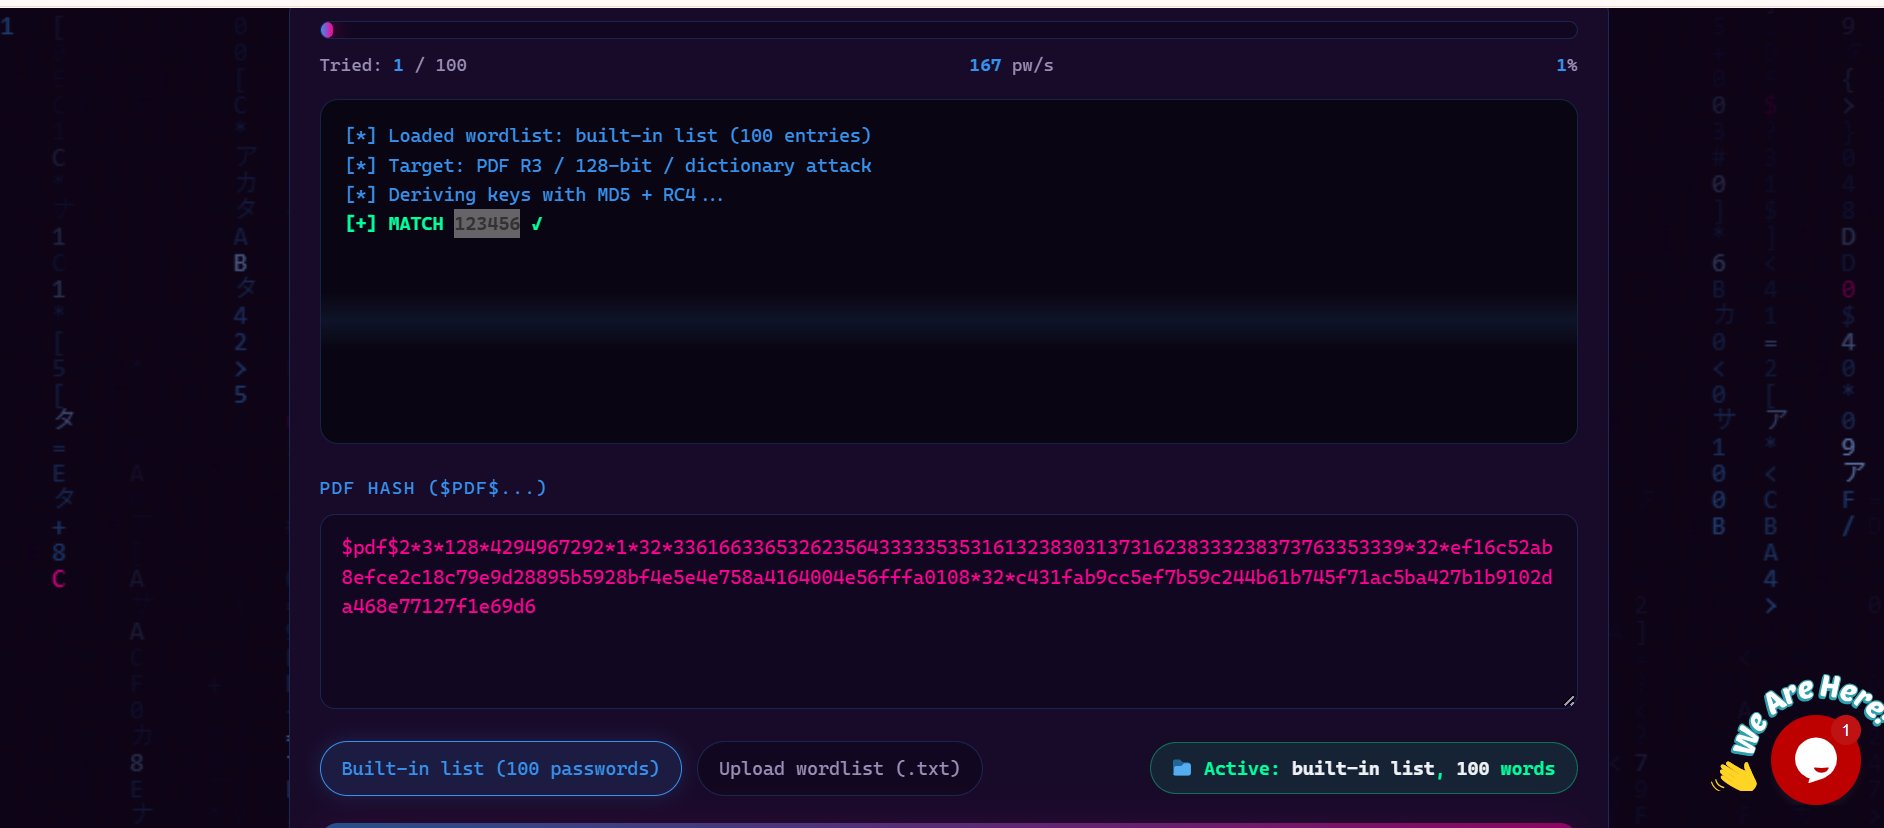 Tried: 1 / 100
167 pw/s
1%
[*] Loaded wordlist: built-in list (100 entries)
[*] Target: PDF R3 / 128-bit / dictionary attack
[*] Deriving keys with MD5 + RC4...
[+] MATCH 123456 ✓
PDF HASH ($PDF$...)
$pdf$2*3*128*4294967292*1*32*33616633653262356433333535316132383031373162383332383737633533339*32*ef16c52ab
8efce2c18c79e9d28895b5928bf4e5e4e758a4164004e56fffa0108*32*c431fab9cc5ef7b59c244b61b745f71ac5ba427b1b9102d
a468e77127f1e69d6
Built-in list (100 passwords)
Upload wordlist (.txt)
Active: built-in list, 100 words
We Are Here!
1